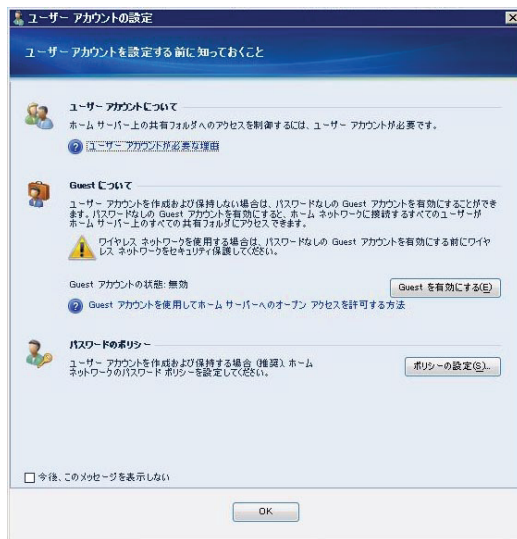 ユーザー アカウントの設定
ユーザー アカウントを設定する前に知っておくこと
ユーザー アカウントについて
ホーム サーバー上の共有フォルダへのアクセスを制御するには、ユーザー アカウントが必要です。
ユーザー アカウントが必要な理由
Guest について
ユーザー アカウントを作成および保持しない場合は、パスワードなしの Guest アカウントを有効にすることができ
ます。パスワードなしの Guest アカウントを有効にすると、ホーム ネットワークに接続するすべてのユーザーが
ホーム サーバー上のすべての共有フォルダにアクセスできます。
ワイヤレス ネットワークを使用する場合は、パスワードなしの Guest アカウントを有効にする前にワイヤ
レス ネットワークをセキュリティ保護してください。
Guest アカウントの状態: 無効
Guest を有効にする(E)
Guest アカウントを使用してホーム サーバーへのオープン アクセスを許可する方法
パスワードのポリシー
ユーザー アカウントを作成および保持する場合 (推奨)、ホーム
ネットワークのパスワード ポリシーを設定してください。
ポリシーの設定(S)...
今後、このメッセージを表示しない
OK